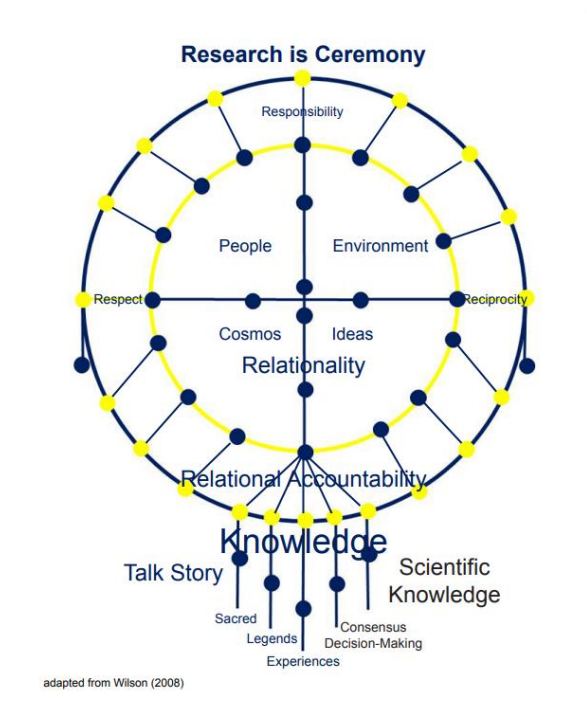 Research is Ceremony
Responsibility
People
Environment
Respect
Reciprocity
Cosmos
Ideas
Relationality
Relational Accountability
Knowledge
Talk Story
Scientific
Knowledge
Sacred
Legends
Experiences
Consensus
Decision-Making
adapted from Wilson (2008)